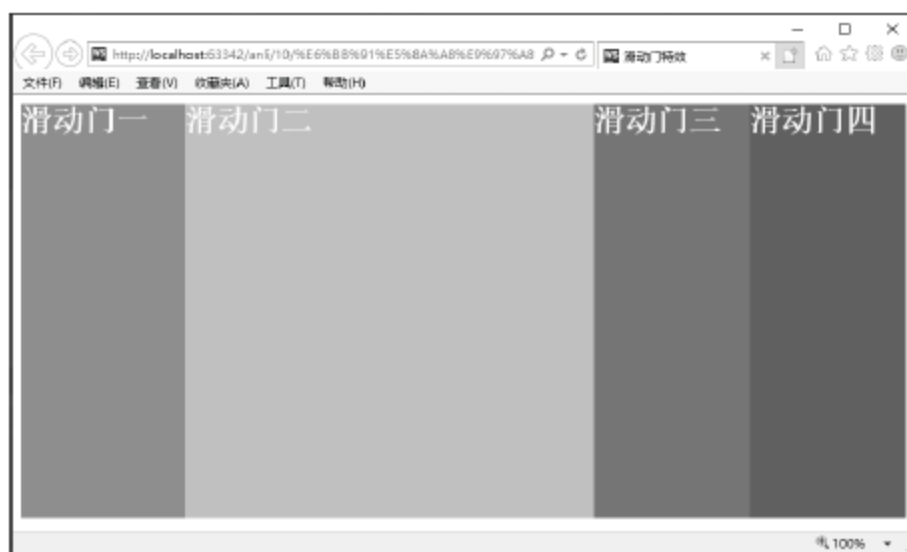 http://localhost:63342/anli/10/%E6%BB%91%E5%8A%A8%E9%97%A8
滑动门特效
文件(F) 编辑(E) 查看(V) 收藏夹(A) 工具(T) 帮助(H)
滑动门一 滑动门二 滑动门三 滑动门四
100%